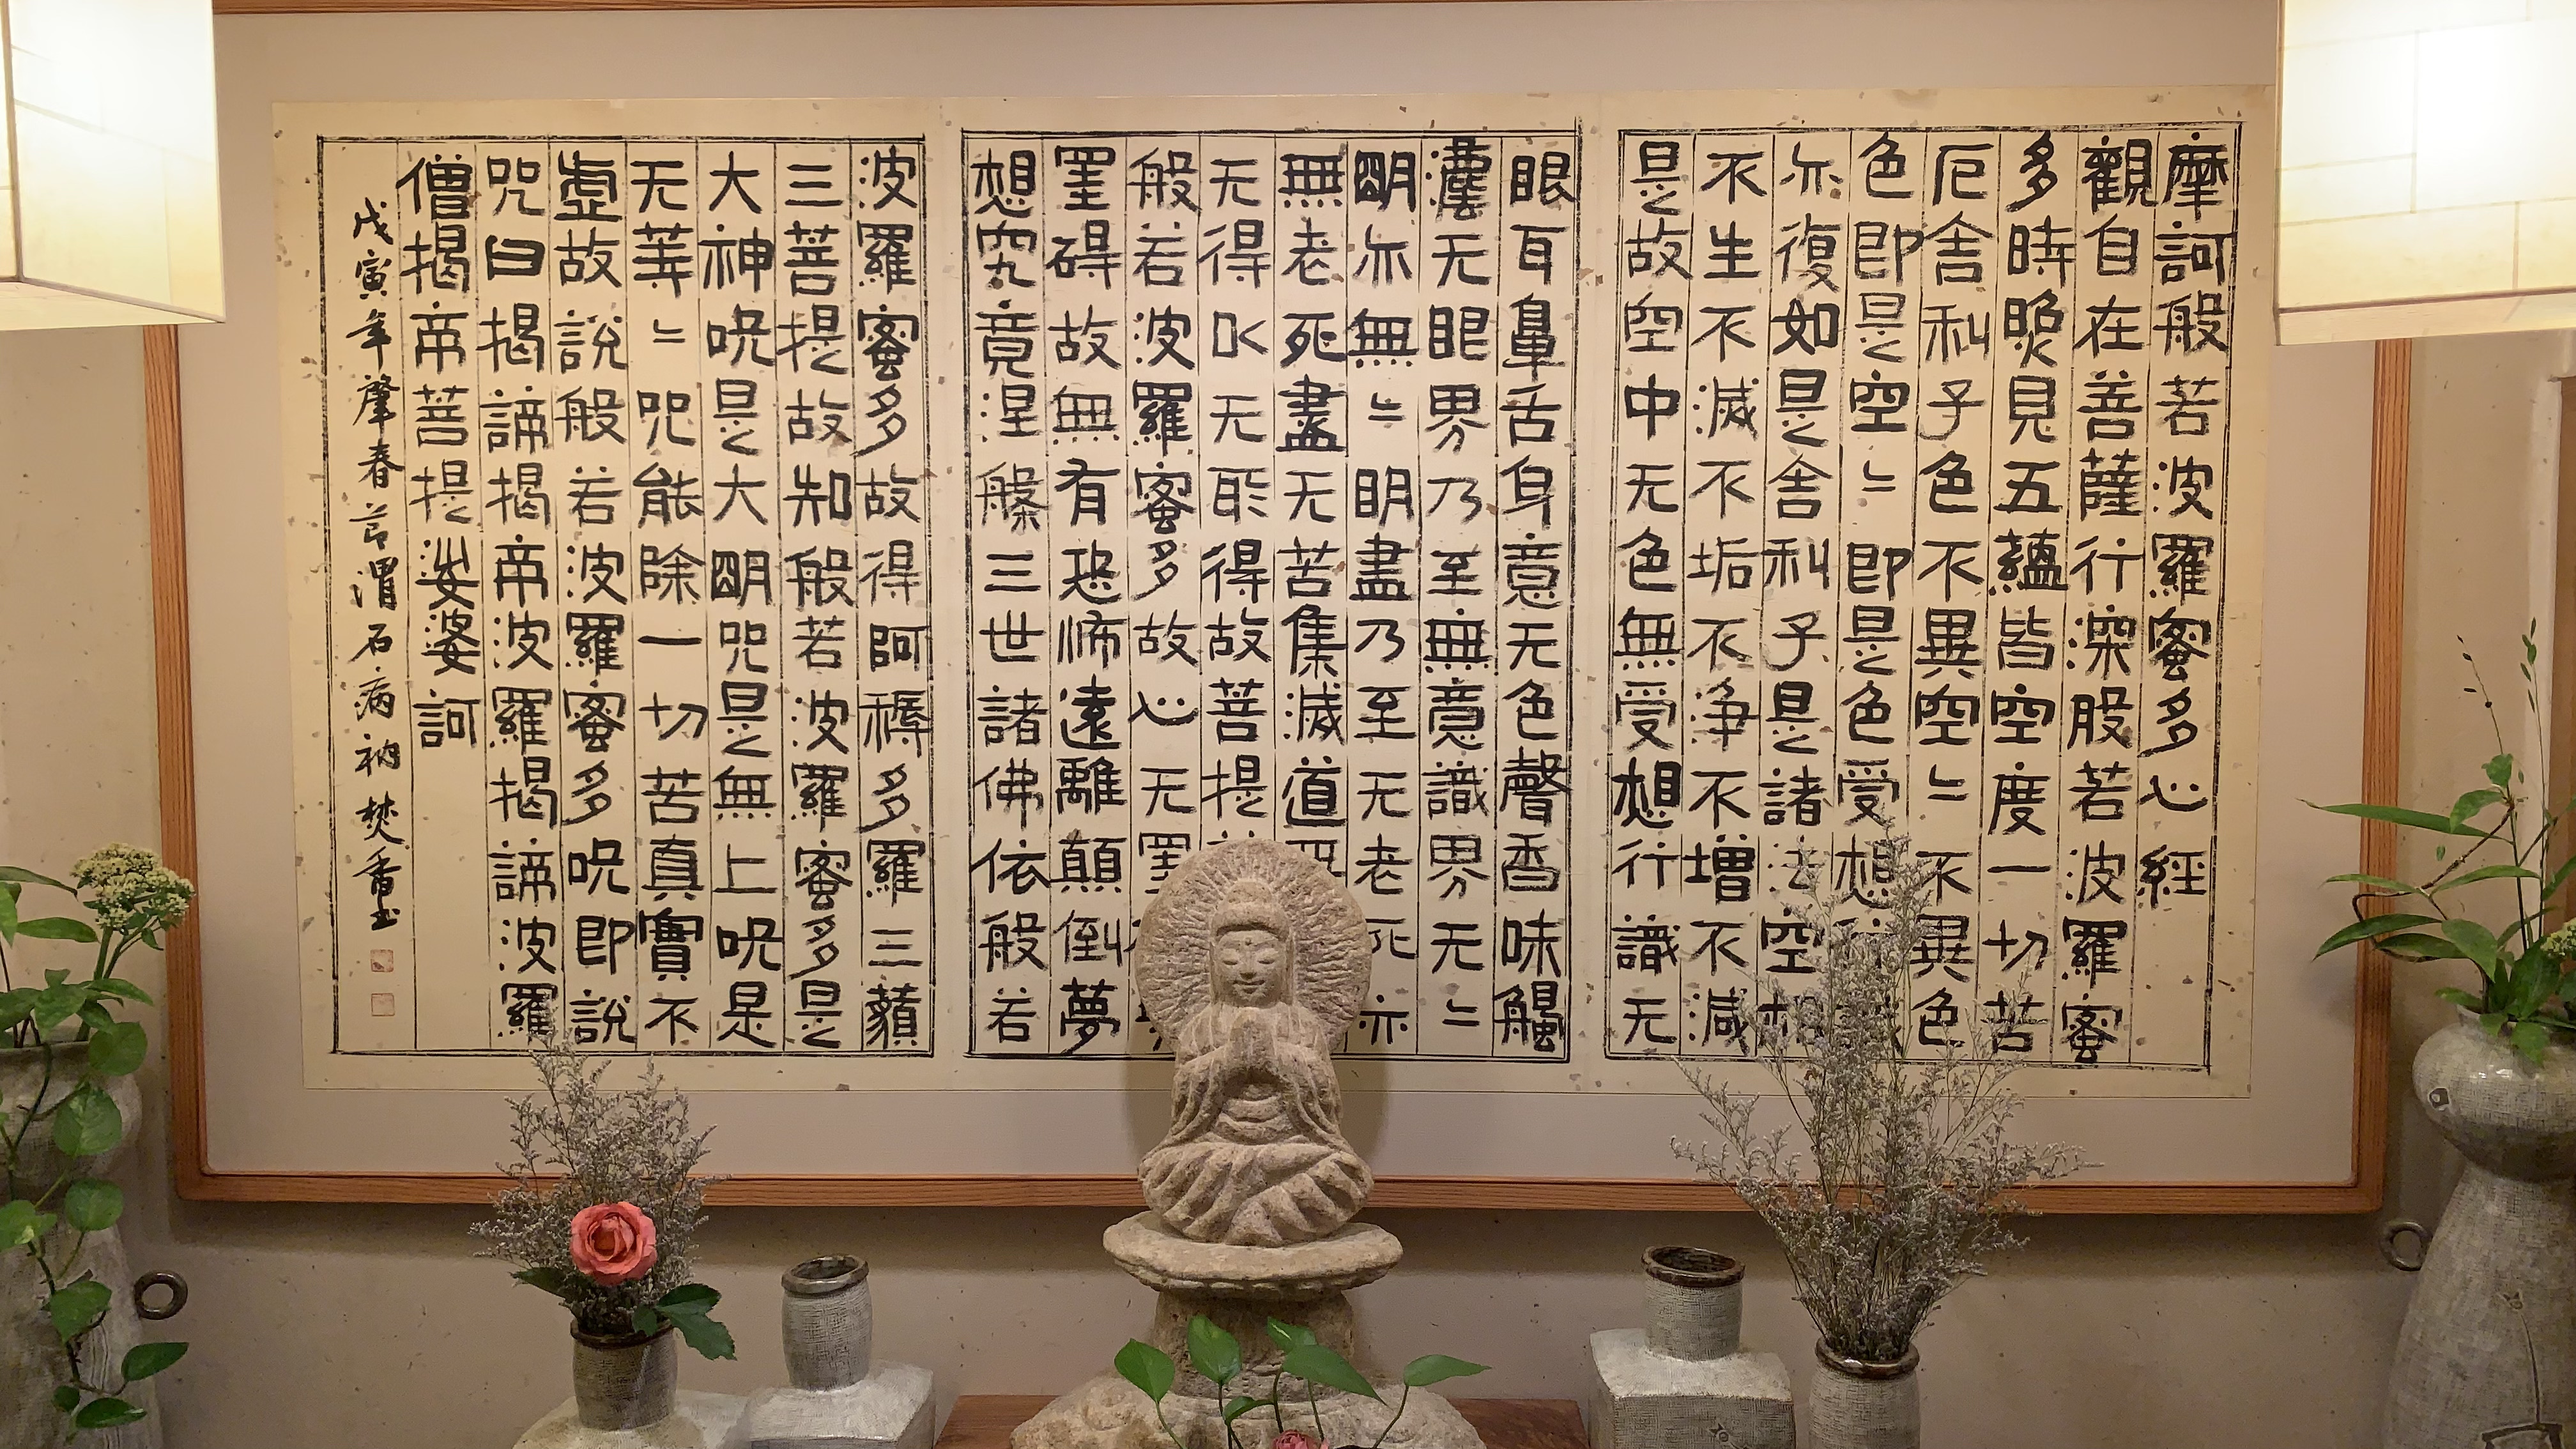 摩訶般若波羅蜜多心經
觀自在菩薩行深般若波羅蜜
多時照見五蘊皆空度一切苦
厄舍利子色不異空〻不異色
色即是空〻即是色受想行識
亦復如是舍利子是諸法空相
不生不滅不垢不淨不增不減
是故空中无色無受想行識无
眼耳鼻舌身意无色聲香味觸
灋无眼界乃至無意識界无〻
明亦無〻明盡乃至无老死亦
無老死盡无苦集滅道
无得以无所得故菩提
般若波羅蜜多故心无罣
罣碍故無有恐怖遠離顛倒夢
想究竟涅槃三世諸佛依般若
波羅蜜多故得阿耨多羅三藐
三菩提故知般若波羅蜜多是
大神呪是大明咒是無上呪是
无等〻咒能除一切苦真實不
虛故說般若波羅蜜多呪即說
咒曰揭諦揭帝波羅揭諦波羅
僧揭帝菩提娑婆訶
戊寅年肇春節渭石病衲焚香書